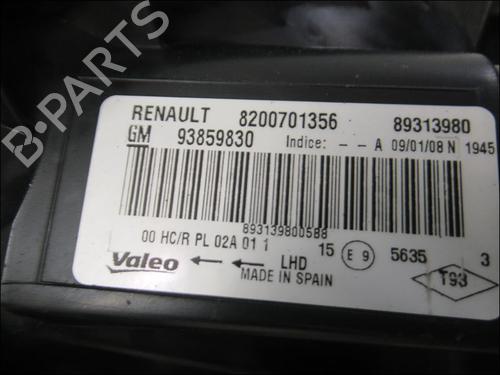 B-PARTS
RENAULT 8200701356 89313980
GM 93859830 Indice: - - A 09/01/08 N 1945
893139800588
00 HC/R PL 02A 01 1 15 E 9 5635 3
Valeo LHD T93
MADE IN SPAIN